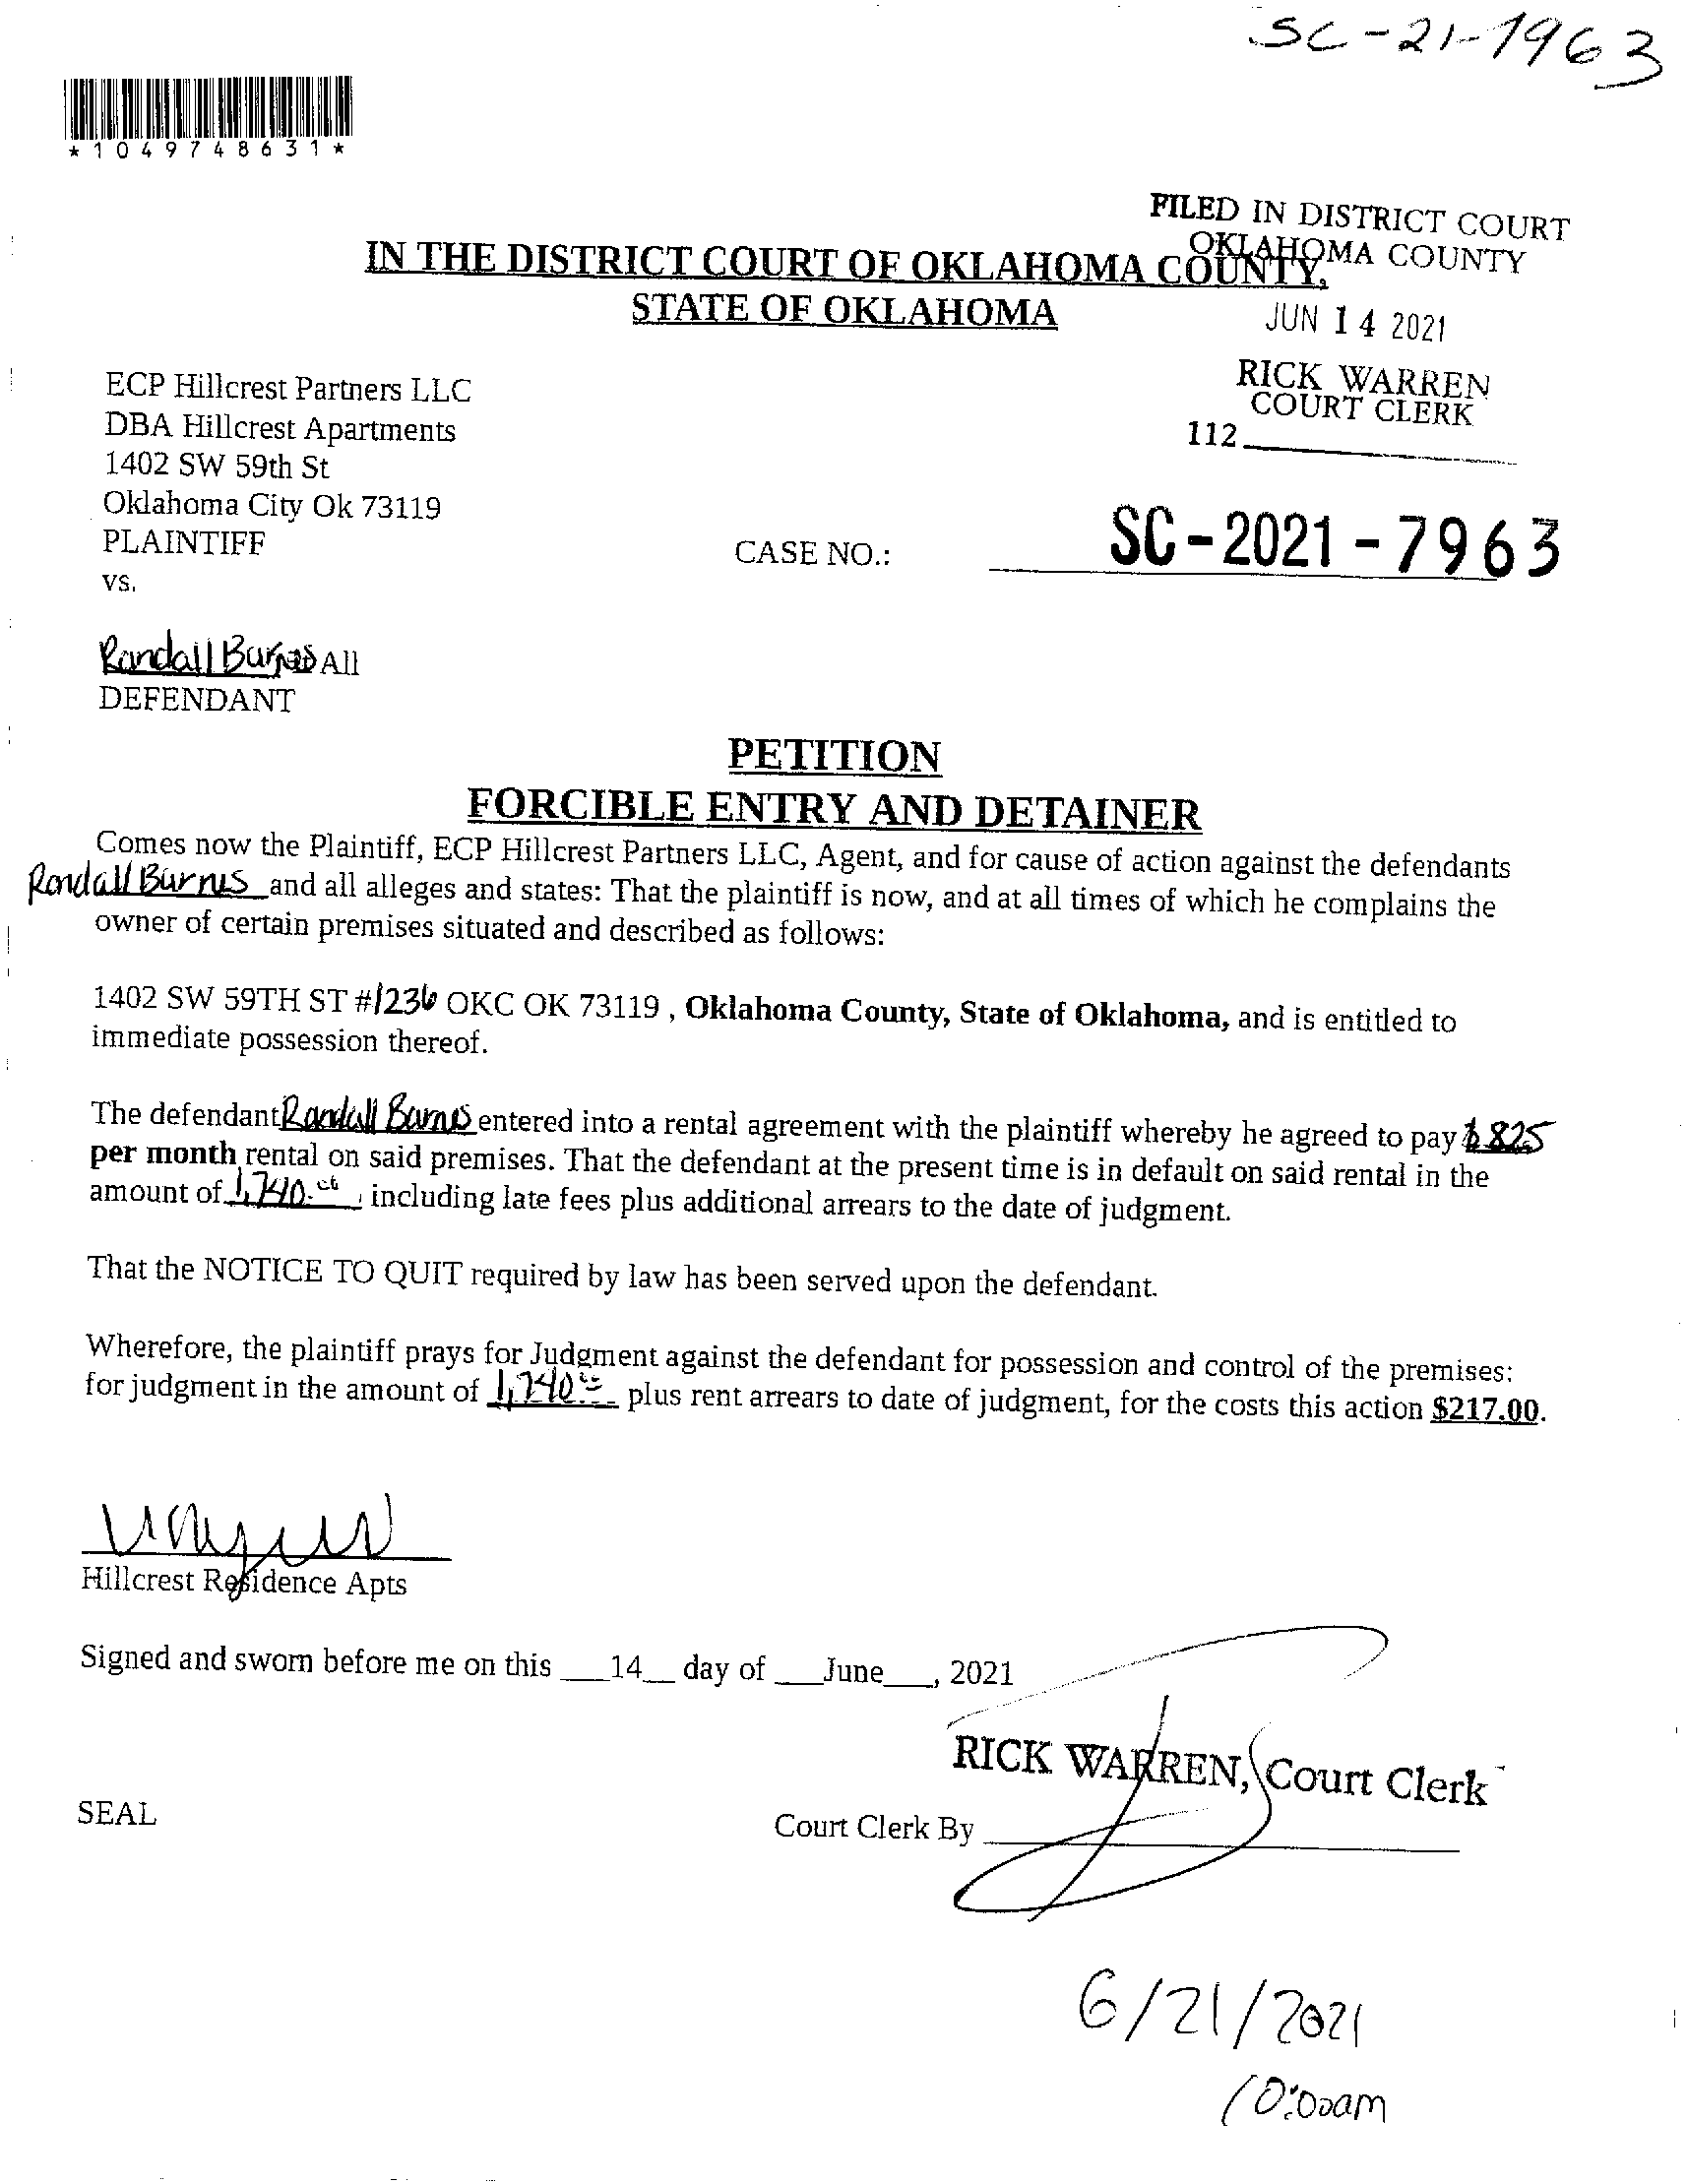 SC-21-7963
*1049748631*
FILED IN DISTRICT COURT
OKLAHOMA COUNTY
IN THE DISTRICT COURT OF OKLAHOMA COUNTY,
STATE OF OKLAHOMA
JUN 14 2021
RICK WARREN
COURT CLERK
112
ECP Hillcrest Partners LLC
DBA Hillcrest Apartments
1402 SW 59th St
Oklahoma City Ok 73119
PLAINTIFF
CASE NO.: SC-2021-7963
vs.
Randall Burnes All
DEFENDANT
PETITION
FORCIBLE ENTRY AND DETAINER
Comes now the Plaintiff, ECP Hillcrest Partners LLC, Agent, and for cause of action against the defendants
Randall Burnes and all alleges and states: That the plaintiff is now, and at all times of which he complains the
owner of certain premises situated and described as follows:
1402 SW 59TH ST #1236 OKC OK 73119 , Oklahoma County, State of Oklahoma, and is entitled to
immediate possession thereof.
The defendant Randall Burnes entered into a rental agreement with the plaintiff whereby he agreed to pay $825
per month rental on said premises. That the defendant at the present time is in default on said rental in the
amount of 1,740.00, including late fees plus additional arrears to the date of judgment.
That the NOTICE TO QUIT required by law has been served upon the defendant.
Wherefore, the plaintiff prays for Judgment against the defendant for possession and control of the premises:
for judgment in the amount of 1,740.00 plus rent arrears to date of judgment, for the costs this action $217.00.
Hillcrest Residence Apts
Signed and sworn before me on this ___14__ day of ___June___, 2021
RICK WARREN, Court Clerk
SEAL
Court Clerk By
6/21/2021
10:00am